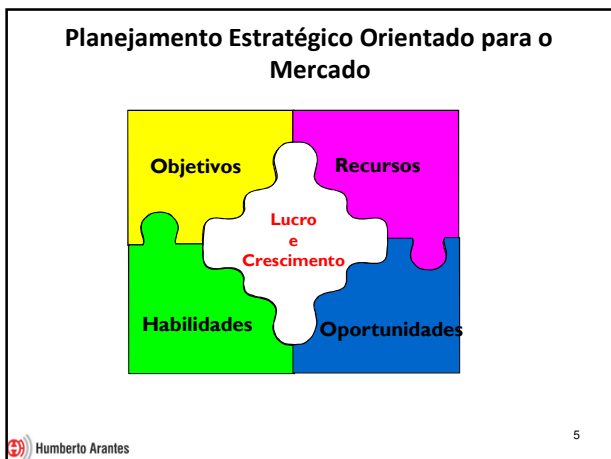 Planejamento Estratégico Orientado para o
Mercado
Objetivos
Recursos
Lucro
e
Crescimento
Habilidades
Oportunidades
Humberto Arantes
5